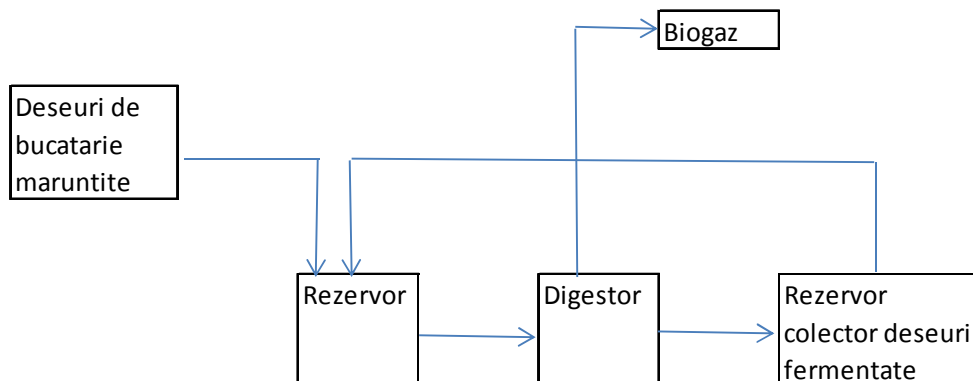 Biogaz
Deseuri de
bucatarie
maruntite
Rezervor
Digestor
Rezervor
colector deseuri
fermentate